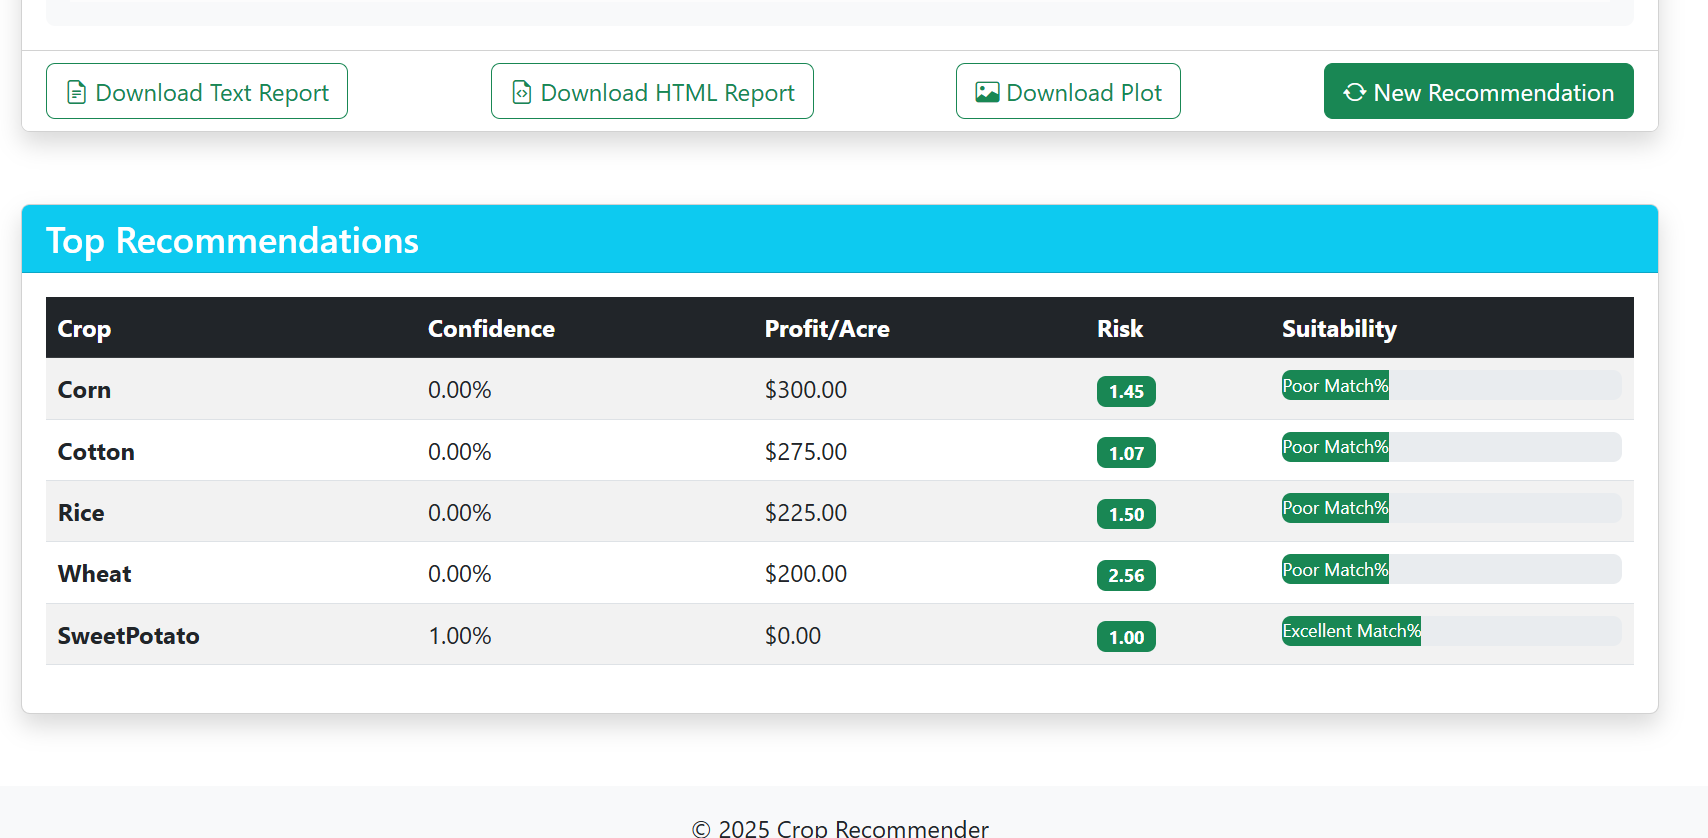 Download Text Report Download HTML Report Download Plot New Recommendation
Top Recommendations
Crop Confidence Profit/Acre Risk Suitability
Corn 0.00% $300.00 1.45 Poor Match%
Cotton 0.00% $275.00 1.07 Poor Match%
Rice 0.00% $225.00 1.50 Poor Match%
Wheat 0.00% $200.00 2.56 Poor Match%
SweetPotato 1.00% $0.00 1.00 Excellent Match%
© 2025 Crop Recommender